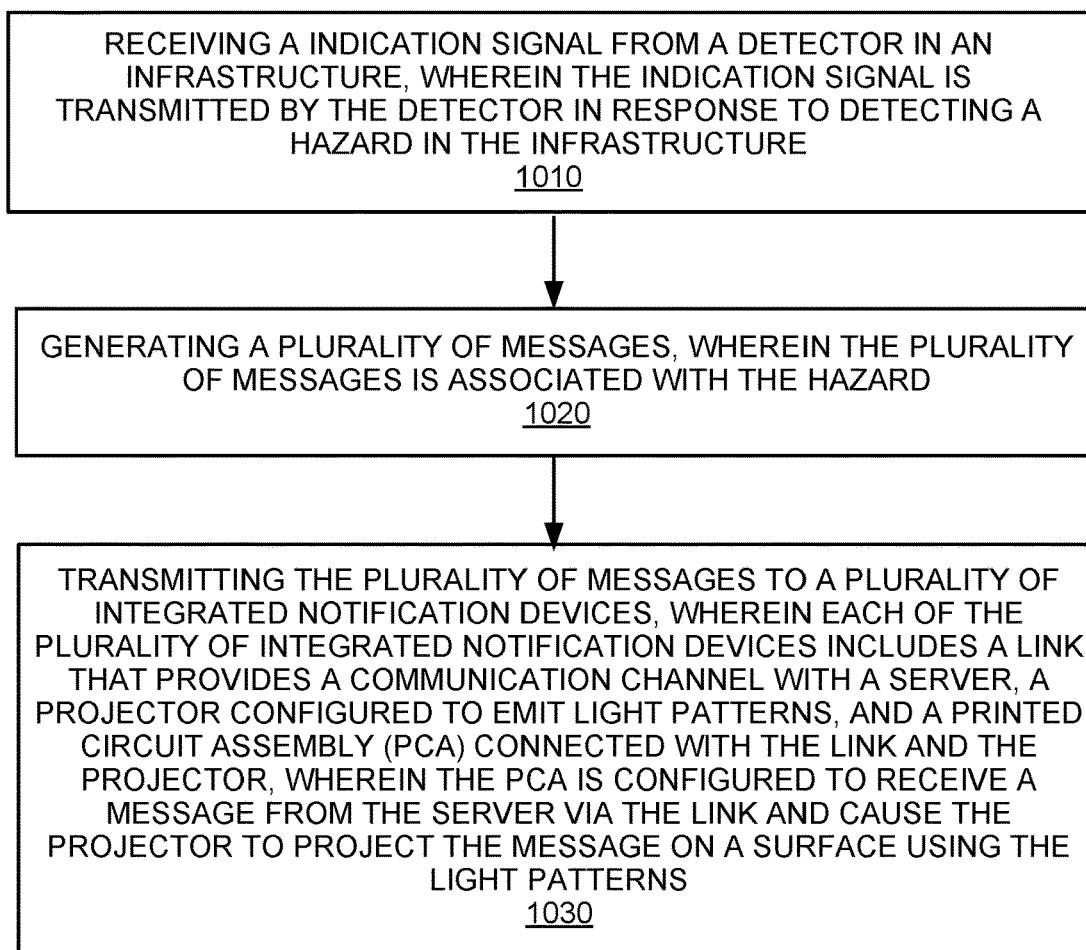 RECEIVING A INDICATION SIGNAL FROM A DETECTOR IN AN
INFRASTRUCTURE, WHEREIN THE INDICATION SIGNAL IS
TRANSMITTED BY THE DETECTOR IN RESPONSE TO DETECTING A
HAZARD IN THE INFRASTRUCTURE
1010
GENERATING A PLURALITY OF MESSAGES, WHEREIN THE PLURALITY
OF MESSAGES IS ASSOCIATED WITH THE HAZARD
1020
TRANSMITTING THE PLURALITY OF MESSAGES TO A PLURALITY OF
INTEGRATED NOTIFICATION DEVICES, WHEREIN EACH OF THE
PLURALITY OF INTEGRATED NOTIFICATION DEVICES INCLUDES A LINK
THAT PROVIDES A COMMUNICATION CHANNEL WITH A SERVER, A
PROJECTOR CONFIGURED TO EMIT LIGHT PATTERNS, AND A PRINTED
CIRCUIT ASSEMBLY (PCA) CONNECTED WITH THE LINK AND THE
PROJECTOR, WHEREIN THE PCA IS CONFIGURED TO RECEIVE A
MESSAGE FROM THE SERVER VIA THE LINK AND CAUSE THE
PROJECTOR TO PROJECT THE MESSAGE ON A SURFACE USING THE
LIGHT PATTERNS
1030